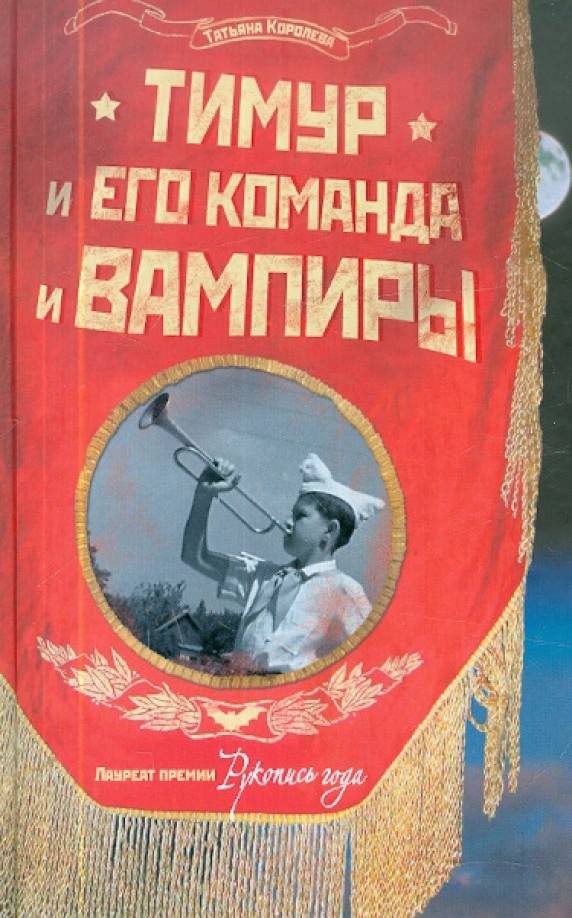 Татьяна Королева
ТИМУР
и ЕГО КОМАНДА
и ВАМПИРЫ
Лауреат премии Рукопись года